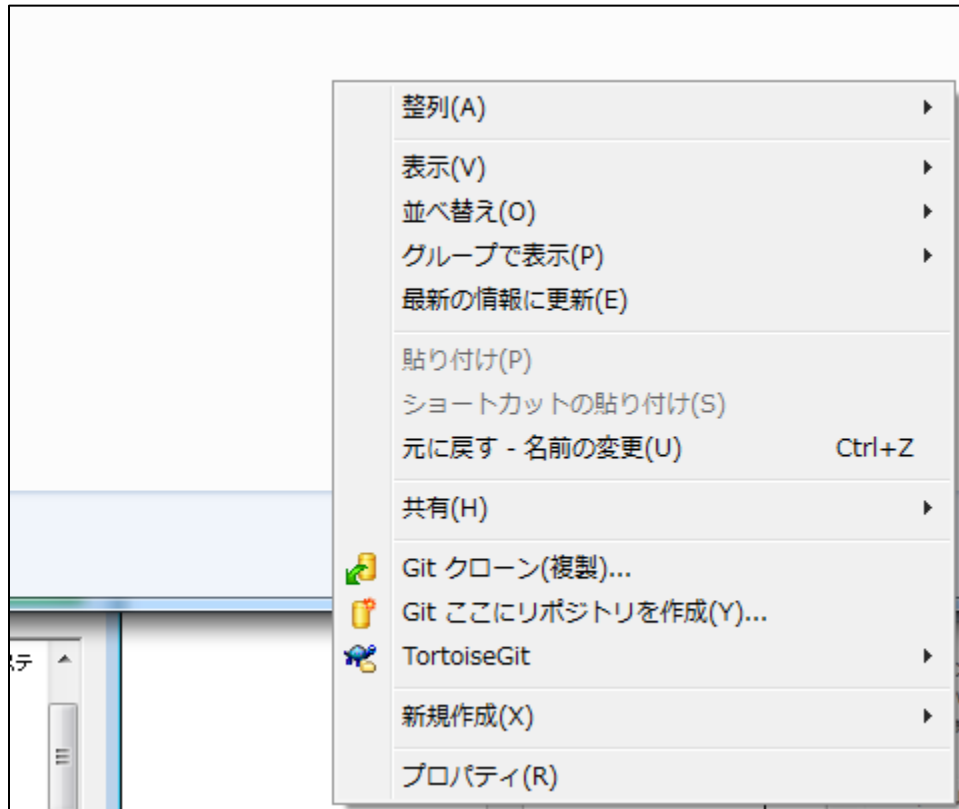 整列(A)
表示(V)
並べ替え(O)
グループで表示(P)
最新の情報に更新(E)
貼り付け(P)
ショートカットの貼り付け(S)
元に戻す - 名前の変更(U) Ctrl+Z
共有(H)
Git クローン(複製)...
Git ここにリポジトリを作成(Y)...
TortoiseGit
ステ
新規作成(X)
プロパティ(R)